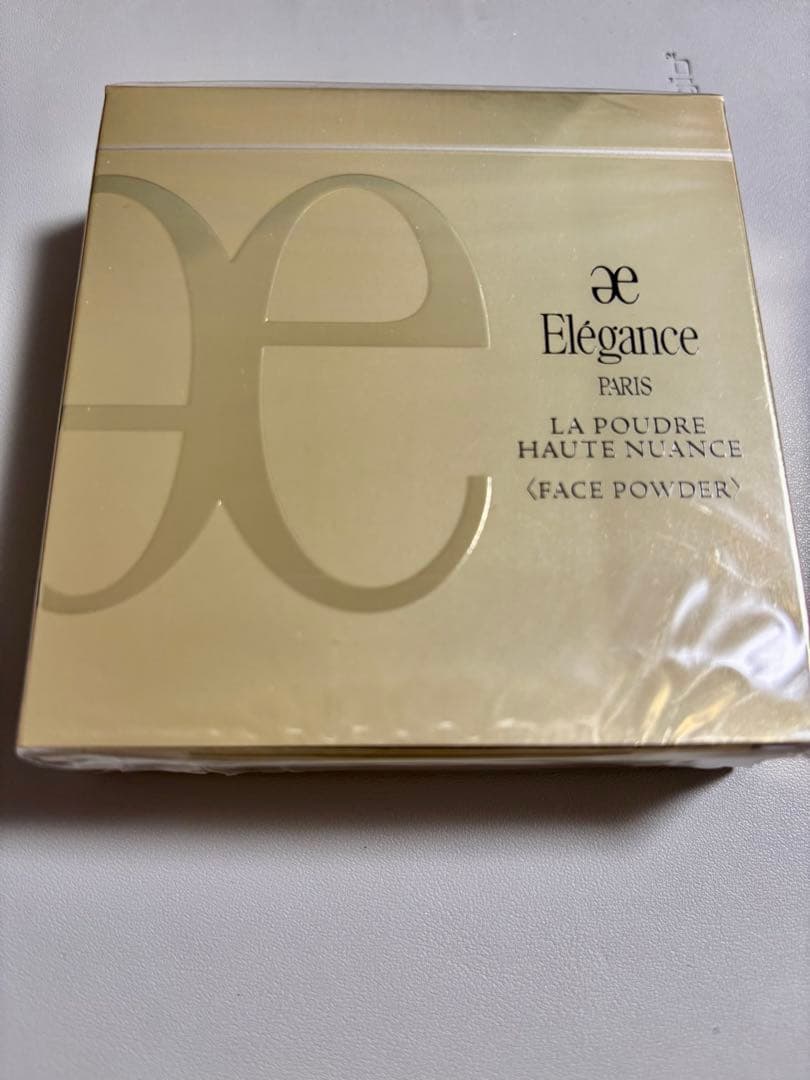 Elégance
PARIS
LA POUDRE
HAUTE NUANCE
〈FACE POWDER〉